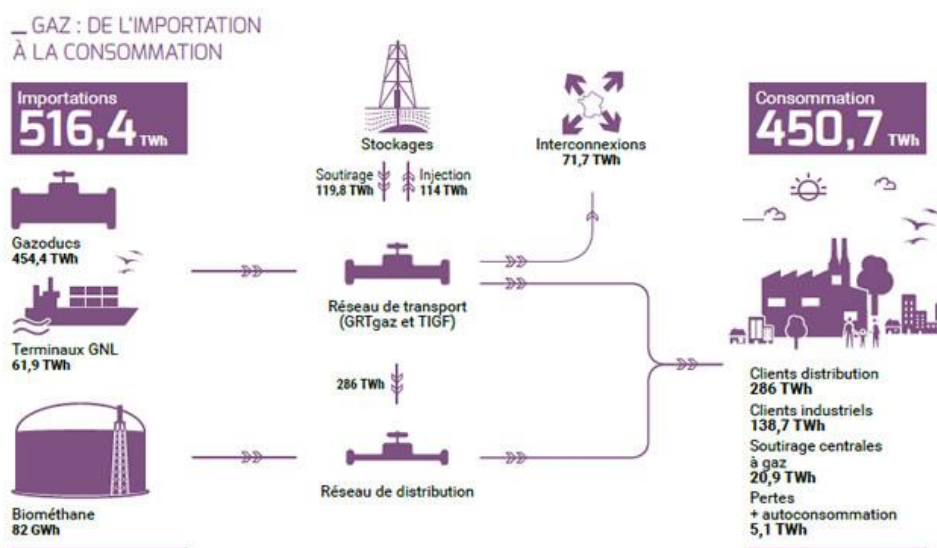 _ GAZ : DE L'IMPORTATION
À LA CONSOMMATION
Importations
516,4 TWh
Gazoducs
454,4 TWh
Terminaux GNL
61,9 TWh
Biométhane
82 GWh
Stockages
Soutirage
119,8 TWh
Injection
114 TWh
Réseau de transport
(GRTgaz et TIGF)
286 TWh
Réseau de distribution
Interconnexions
71,7 TWh
Consommation
450,7 TWh
Clients distribution
286 TWh
Clients industriels
138,7 TWh
Soutirage centrales
à gaz
20,9 TWh
Pertes
+ autoconsommation
5,1 TWh